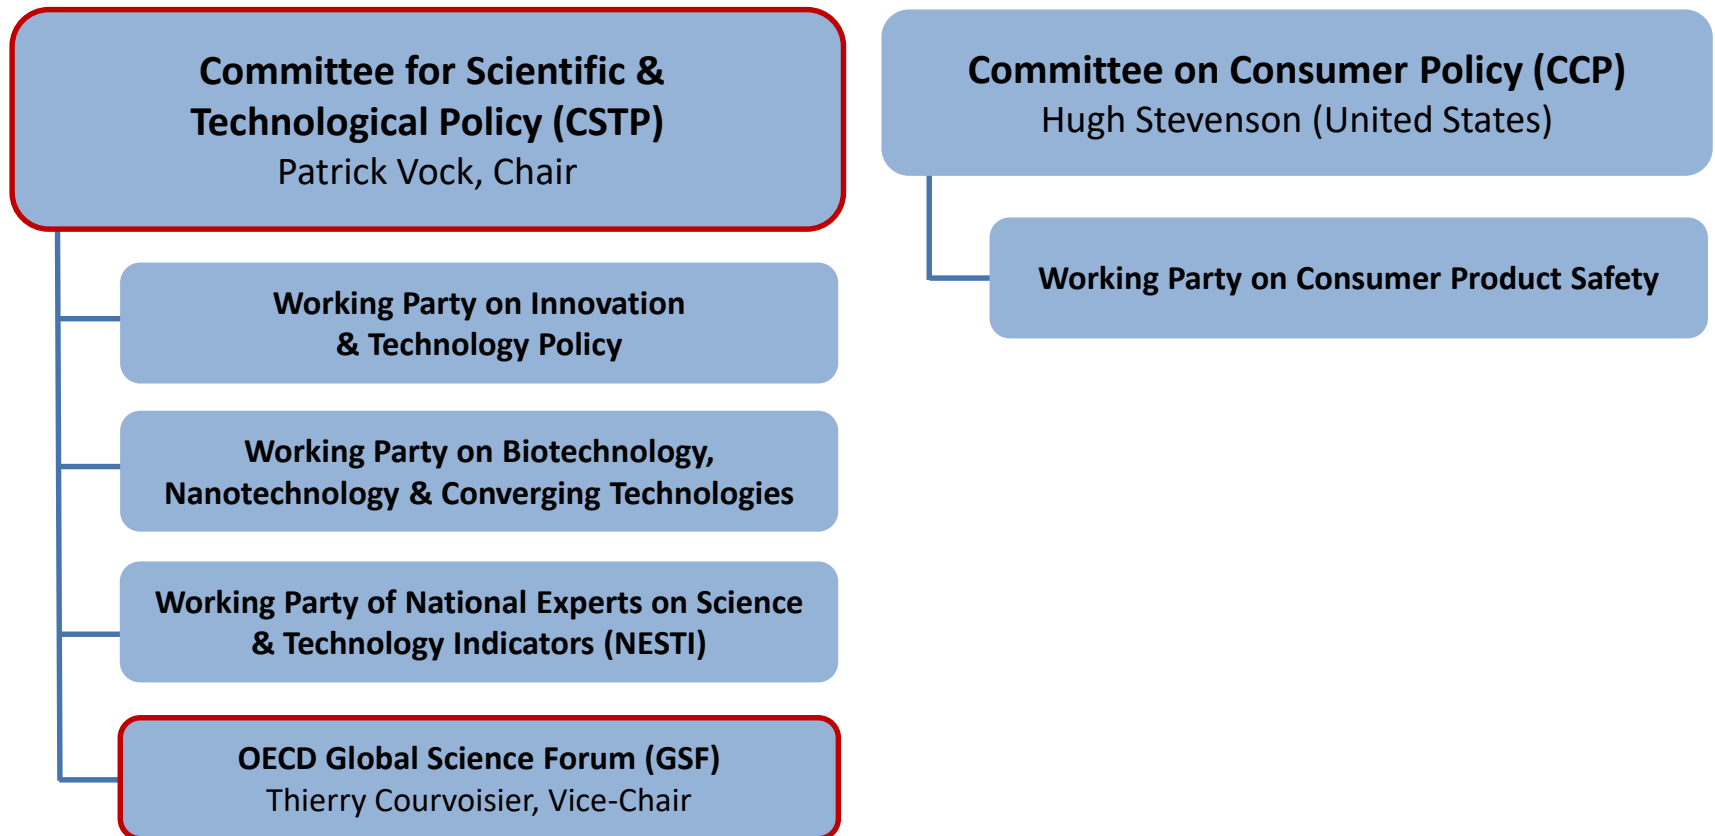 Committee for Scientific &
Technological Policy (CSTP)
Patrick Vock, Chair
Working Party on Innovation
& Technology Policy
Working Party on Biotechnology,
Nanotechnology & Converging Technologies
Working Party of National Experts on Science
& Technology Indicators (NESTI)
OECD Global Science Forum (GSF)
Thierry Courvoisier, Vice-Chair
Committee on Consumer Policy (CCP)
Hugh Stevenson (United States)
Working Party on Consumer Product Safety